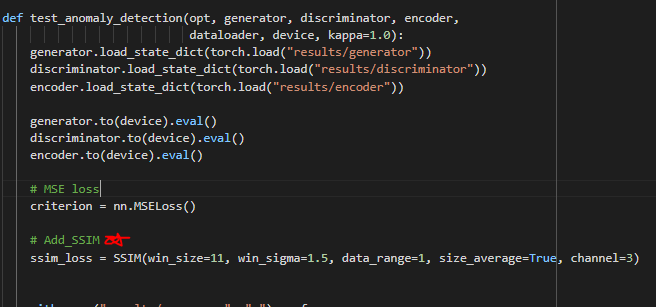 def test_anomaly_detection(opt, generator, discriminator, encoder,
dataloader, device, kappa=1.0):
generator.load_state_dict(torch.load("results/generator"))
discriminator.load_state_dict(torch.load("results/discriminator"))
encoder.load_state_dict(torch.load("results/encoder"))
generator.to(device).eval()
discriminator.to(device).eval()
encoder.to(device).eval()
# MSE loss
criterion = nn.MSELoss()
# Add_SSIM
ssim_loss = SSIM(win_size=11, win_sigma=1.5, data_range=1, size_average=True, channel=3)